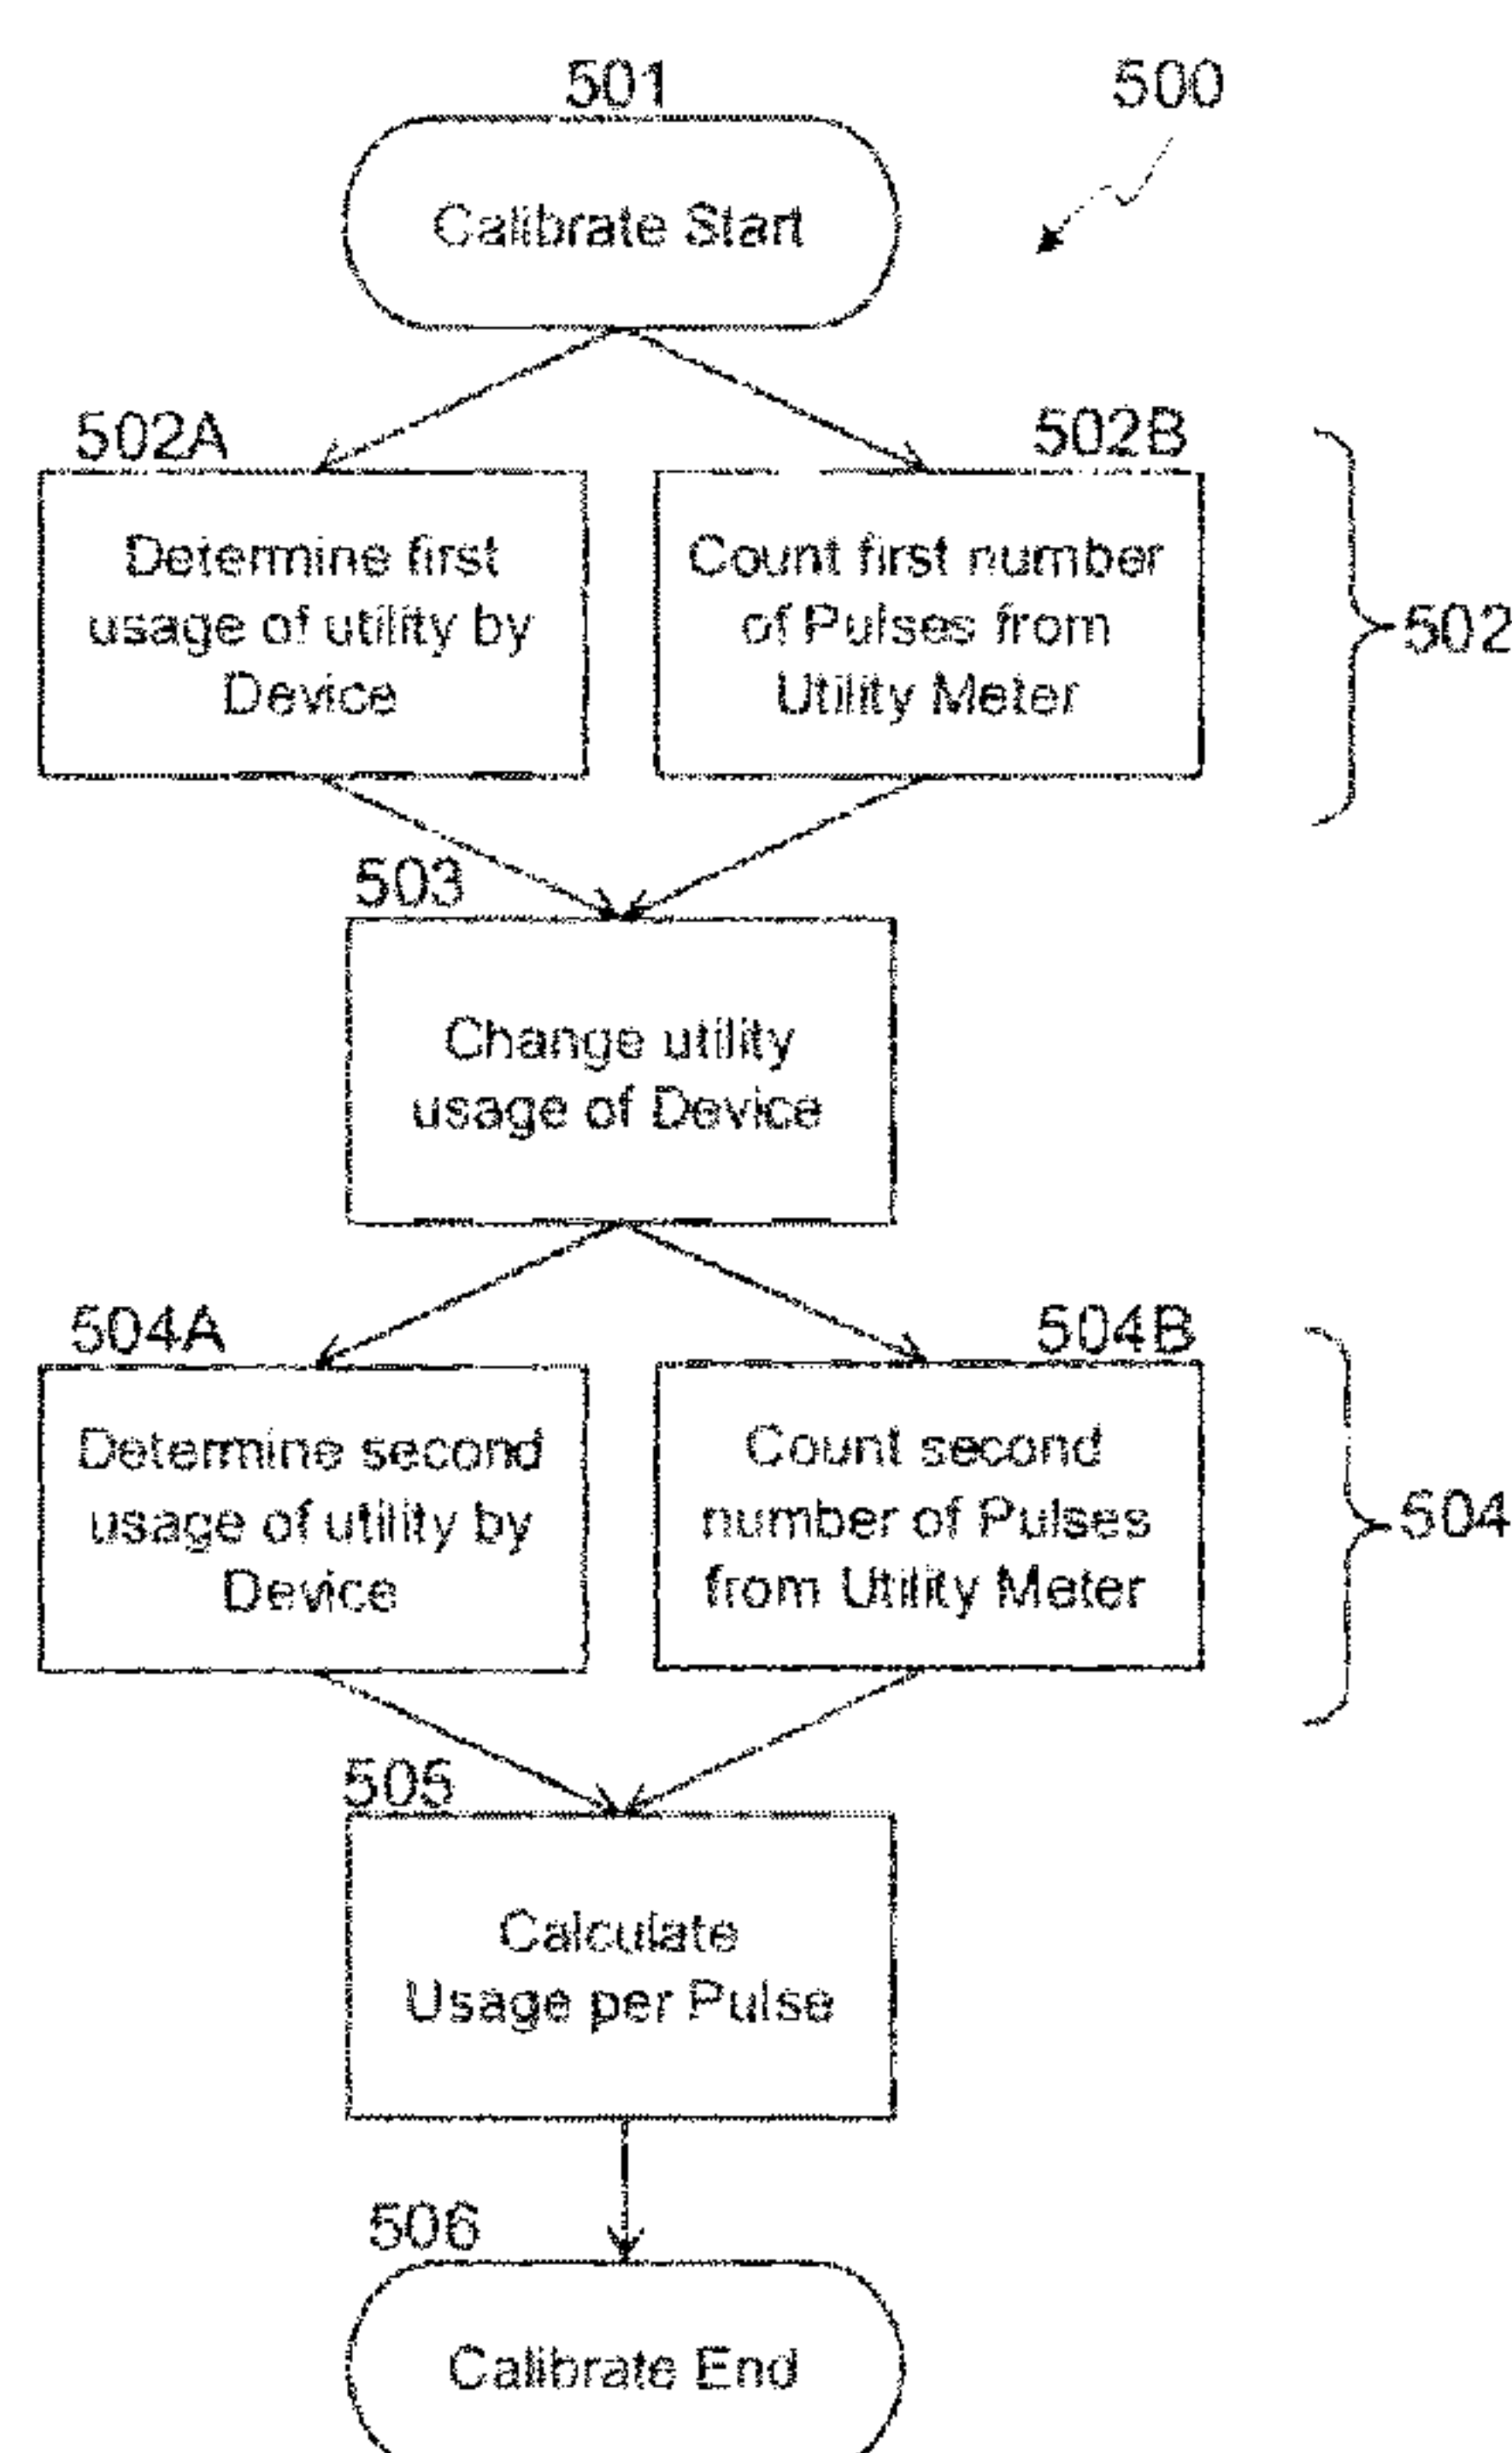 501
500
Calibrate Start
502A
502B
Determine first
usage of utility by
Device
Count first number
of Pulses from
Utility Meter
502
503
Change utility
usage of Device
504A
504B
Determine second
usage of utility by
Device
Count second
number of Pulses
from Utility Meter
504
505
Calculate
Usage per Pulse
506
Calibrate End